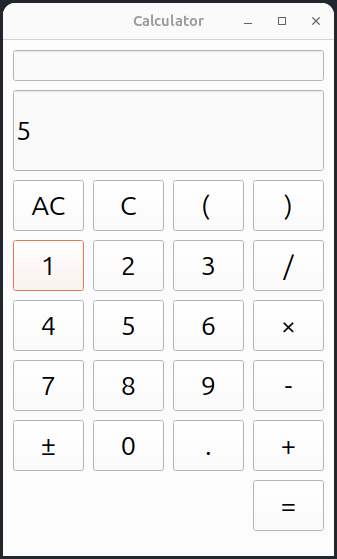 Calculator
5
AC C ( )
1 2 3 /
4 5 6 ×
7 8 9 -
± 0 . +
=